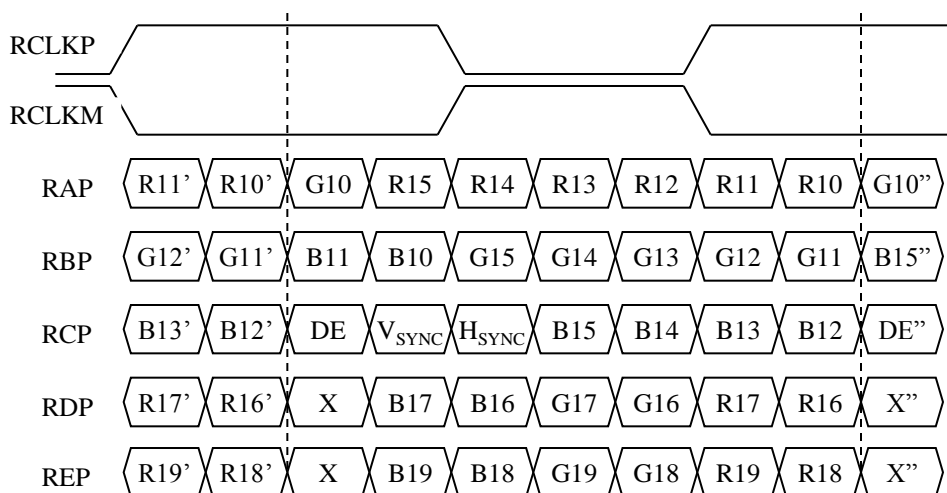 RCLKP
RCLKM
RAP R11’ R10’ G10 R15 R14 R13 R12 R11 R10 G10”
RBP G12’ G11’ B11 B10 G15 G14 G13 G12 G11 B15”
RCP B13’ B12’ DE VSYNC HSYNC B15 B14 B13 B12 DE”
RDP R17’ R16’ X B17 B16 G17 G16 R17 R16 X”
REP R19’ R18’ X B19 B18 G19 G18 R19 R18 X”